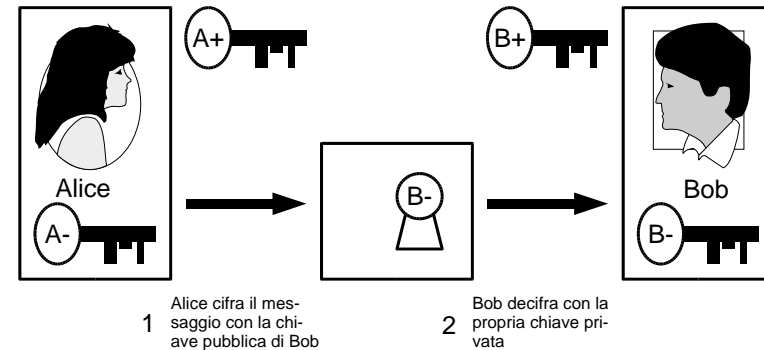 A+
B+
Alice
A-
B-
Bob
B-
1
Alice cifra il mes-
saggio con la chi-
ave pubblica di Bob
2
Bob decifra con la
propria chiave pri-
vata